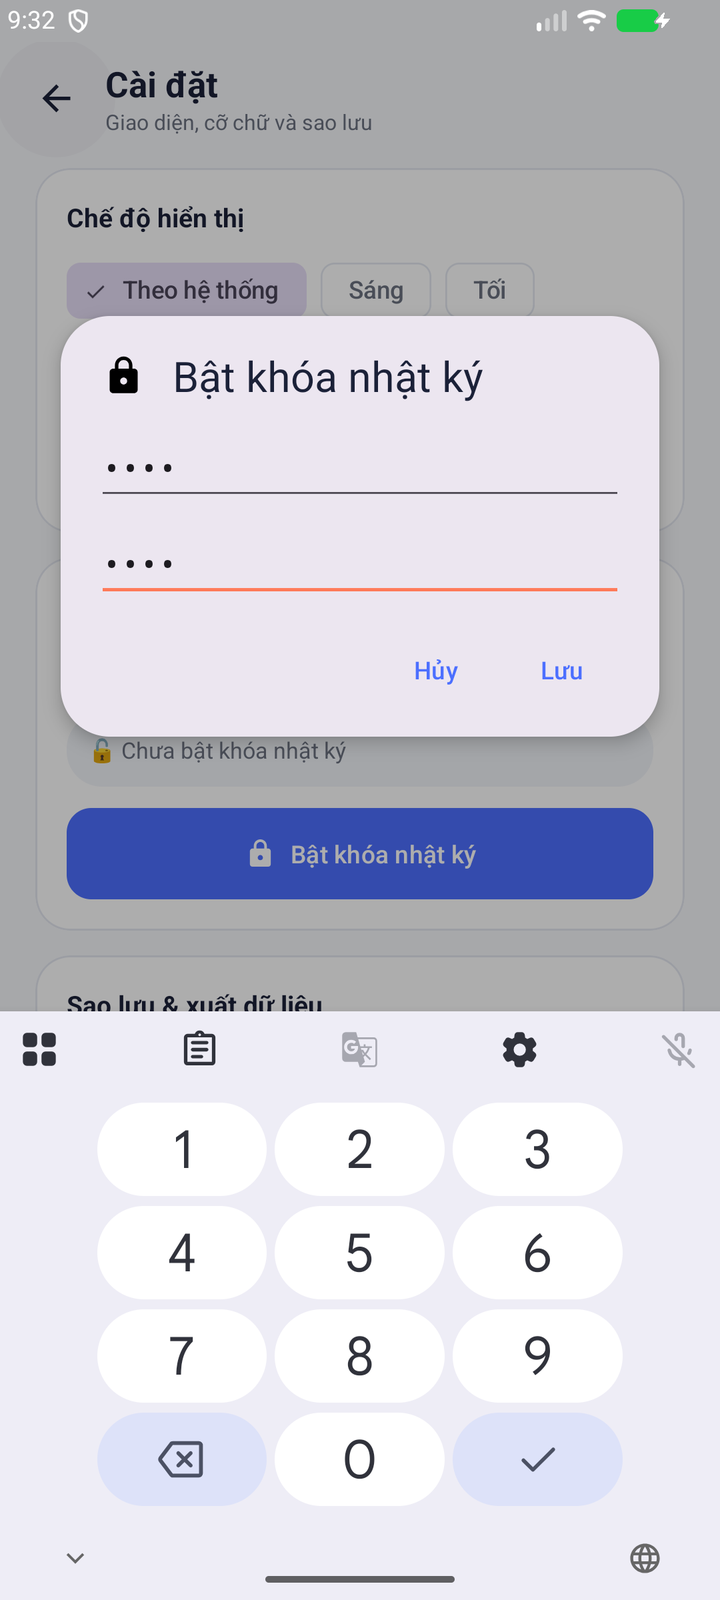 9:32
Cài đặt
Giao diện, cỡ chữ và sao lưu
Chế độ hiển thị
Theo hệ thống Sáng Tối
Bật khóa nhật ký
••••
••••
Hủy Lưu
Chưa bật khóa nhật ký
Bật khóa nhật ký
Sao lưu & xuất dữ liệu
1 2 3
4 5 6
7 8 9
0